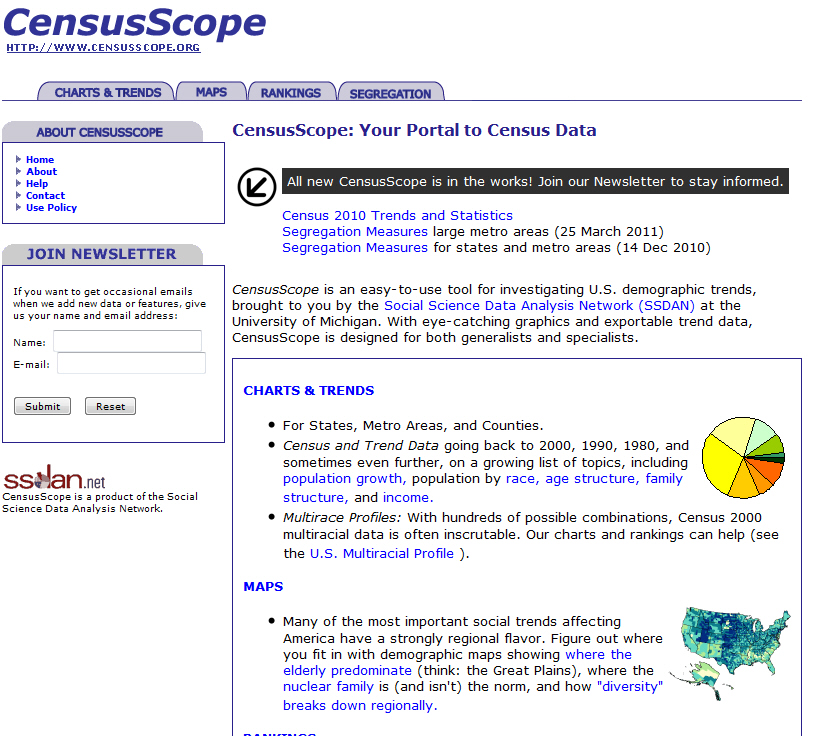 CensusScope
HTTP://WWW.CENSUSSCOPE.ORG
CHARTS & TRENDS MAPS RANKINGS SEGREGATION
ABOUT CENSUSSCOPE
Home
About
Help
Contact
Use Policy
JOIN NEWSLETTER
If you want to get occasional emails
when we add new data or features, give
us your name and email address:
Name:
E-mail:
Submit Reset
ssdan.net
CensusScope is a product of the Social
Science Data Analysis Network.
CensusScope: Your Portal to Census Data
All new CensusScope is in the works! Join our Newsletter to stay informed.
Census 2010 Trends and Statistics
Segregation Measures large metro areas (25 March 2011)
Segregation Measures for states and metro areas (14 Dec 2010)
CensusScope is an easy-to-use tool for investigating U.S. demographic trends,
brought to you by the Social Science Data Analysis Network (SSDAN) at the
University of Michigan. With eye-catching graphics and exportable trend data,
CensusScope is designed for both generalists and specialists.
CHARTS & TRENDS
• For States, Metro Areas, and Counties.
• Census and Trend Data going back to 2000, 1990, 1980, and
sometimes even further, on a growing list of topics, including
population growth, population by race, age structure, family
structure, and income.
• Multirace Profiles: With hundreds of possible combinations, Census 2000
multiracial data is often inscrutable. Our charts and rankings can help (see
the U.S. Multiracial Profile ).
MAPS
• Many of the most important social trends affecting
America have a strongly regional flavor. Figure out where
you fit in with demographic maps showing where the
elderly predominate (think: the Great Plains), where the
nuclear family is (and isn't) the norm, and how "diversity"
breaks down regionally.
RANKINGS